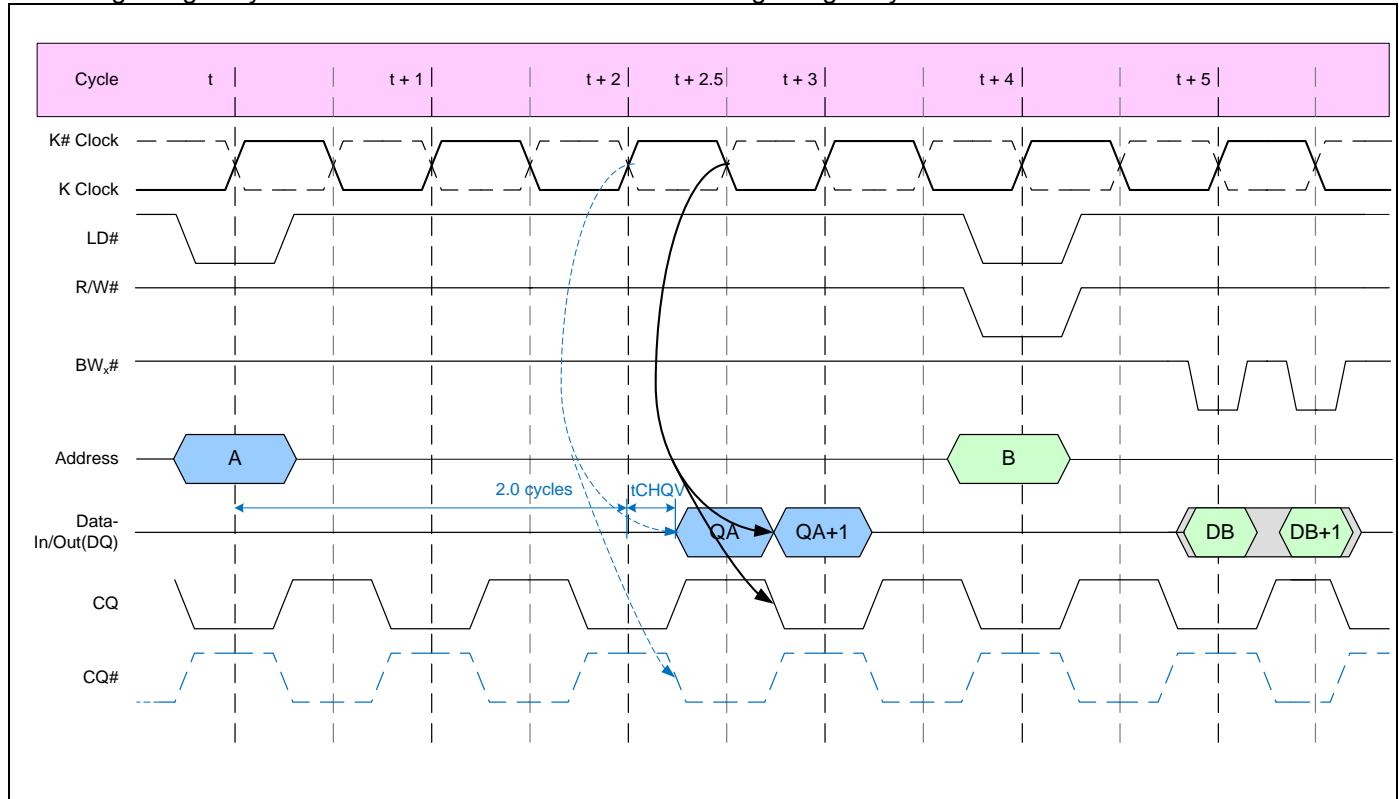 Cycle t t + 1 t + 2 t + 2.5 t + 3 t + 4 t + 5
K# Clock
K Clock
LD#
R/W#
BWx#
Address A B
2.0 cycles tCHQV
Data-
In/Out(DQ) QA QA+1 DB DB+1
CQ
CQ#